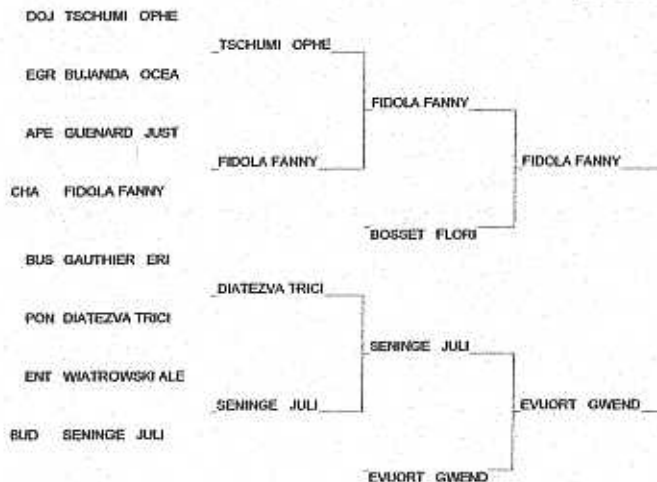 DOJ TSCHUMI OPHE
TSCHUMI OPHE
EGR BUJANDA OCEA
FIDOLA FANNY
APE GUENARD JUST
FIDOLA FANNY
FIDOLA FANNY
CHA FIDOLA FANNY
BOSSET FLORI
BUS GAUTHIER ERI
DIATEZVA TRICI
PON DIATEZVA TRICI
SENINGE JULI
ENT WIATROWSKI ALE
SENINGE JULI
EVUORT GWEND
BUD SENINGE JULI
EVUORT GWEND